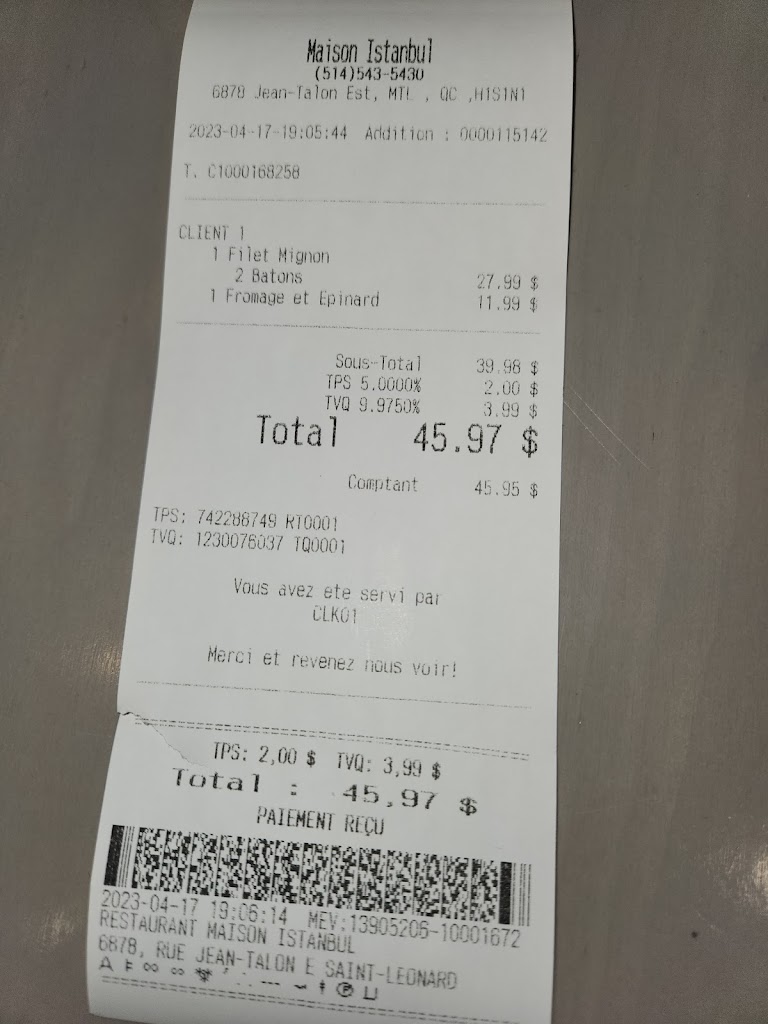 Maison Istanbul
(514)543-5430
6878 Jean-Talon Est, MTL , QC ,H1S1N1
2023-04-17-19:05:44 Addition : 0000115142
T. C1000168258
CLIENT 1
1 Filet Mignon
2 Batons 27.99 $
1 Fromage et Epinard 11.99 $
Sous-Total 39.98 $
TPS 5.0000% 2.00 $
TVQ 9.9750% 3.99 $
Total 45.97 $
Comptant 45.95 $
TPS: 742288749 RT0001
TVQ: 1230076037 TQ0001
Vous avez ete servi par
CLK01
Merci et revenez nous voir!
TPS: 2,00 $ TVQ: 3,99 $
Total : 45,97 $
PAIEMENT REÇU
2023-04-17 19:06:14 MEV:13905206-10001672
RESTAURANT MAISON ISTANBUL
6878, RUE JEAN-TALON E SAINT-LEONARD